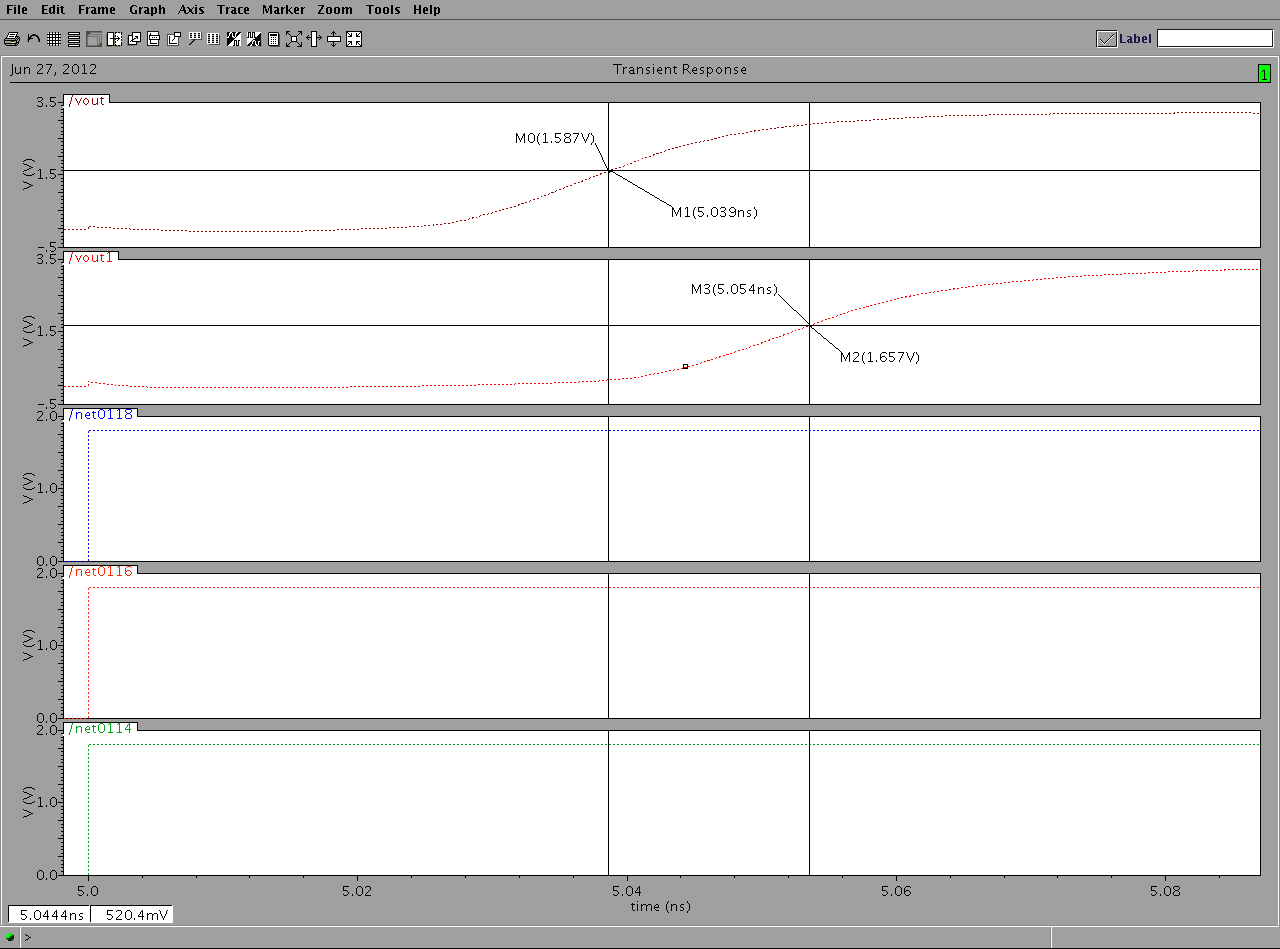 File Edit Frame Graph Axis Trace Marker Zoom Tools Help
Label
Jun 27, 2012 Transient Response 1
/vout
3.5
M0(1.587V)
V (V)
1.5
M1(5.039ns)
-.5
/vout1
3.5
M3(5.054ns)
V (V)
1.5
M2(1.657V)
-.5
/net0118
2.0
V (V)
1.0
0.0
/net0116
2.0
V (V)
1.0
0.0
/net0114
2.0
V (V)
1.0
0.0
5.0 5.02 5.04 5.06 5.08
time (ns)
5.0444ns 520.4mV
>